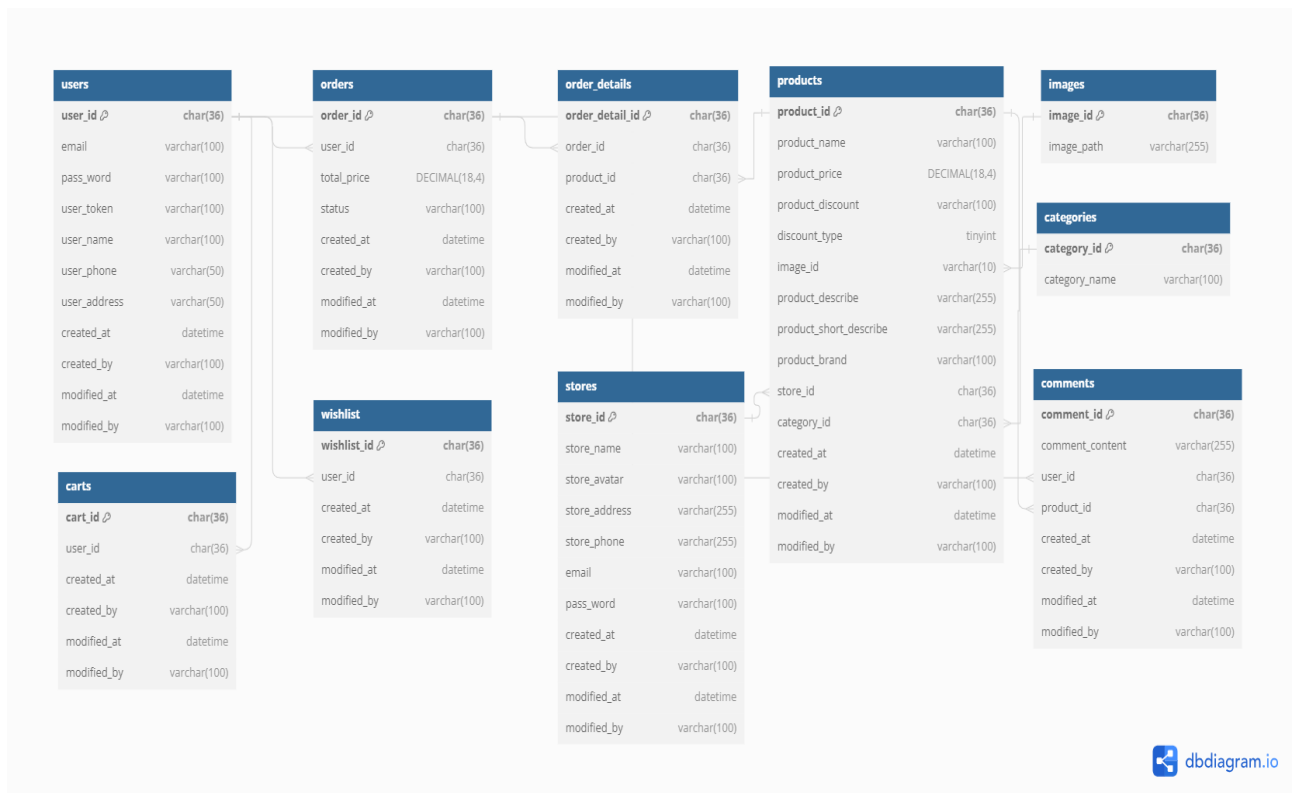 users
user_id char(36)
email varchar(100)
pass_word varchar(100)
user_token varchar(100)
user_name varchar(100)
user_phone varchar(50)
user_address varchar(50)
created_at datetime
created_by varchar(100)
modified_at datetime
modified_by varchar(100)
carts
cart_id char(36)
user_id char(36)
created_at datetime
created_by varchar(100)
modified_at datetime
modified_by varchar(100)
orders
order_id char(36)
user_id char(36)
total_price DECIMAL(18,4)
status varchar(100)
created_at datetime
created_by varchar(100)
modified_at datetime
modified_by varchar(100)
wishlist
wishlist_id char(36)
user_id char(36)
created_at datetime
created_by varchar(100)
modified_at datetime
modified_by varchar(100)
order_details
order_detail_id char(36)
order_id char(36)
product_id char(36)
created_at datetime
created_by varchar(100)
modified_at datetime
modified_by varchar(100)
stores
store_id char(36)
store_name varchar(100)
store_avatar varchar(100)
store_address varchar(255)
store_phone varchar(255)
email varchar(100)
pass_word varchar(100)
created_at datetime
created_by varchar(100)
modified_at datetime
modified_by varchar(100)
products
product_id char(36)
product_name varchar(100)
product_price DECIMAL(18,4)
product_discount varchar(100)
discount_type tinyint
image_id varchar(10)
product_describe varchar(255)
product_short_describe varchar(255)
product_brand varchar(100)
store_id char(36)
category_id char(36)
created_at datetime
created_by varchar(100)
modified_at datetime
modified_by varchar(100)
images
image_id char(36)
image_path varchar(255)
categories
category_id char(36)
category_name varchar(100)
comments
comment_id char(36)
comment_content varchar(255)
user_id char(36)
product_id char(36)
created_at datetime
created_by varchar(100)
modified_at datetime
modified_by varchar(100)
dbdiagram.io